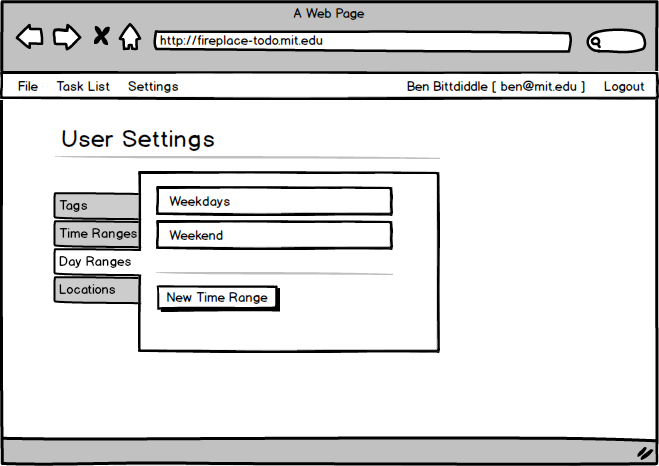 A Web Page
http://fireplace-todo.mit.edu
File Task List Settings Ben Bittdiddle [ ben@mit.edu ] Logout
User Settings
Tags
Time Ranges
Day Ranges
Locations
Weekdays
Weekend
New Time Range